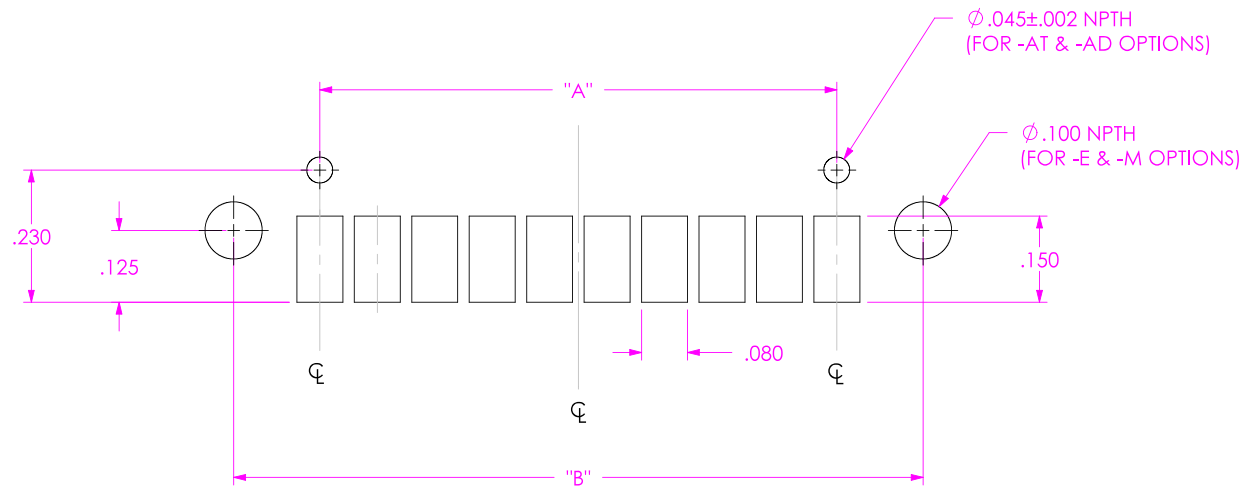 Ø.045±.002 NPTH
(FOR -AT & -AD OPTIONS)
"A"
Ø.100 NPTH
(FOR -E & -M OPTIONS)
.230
.125
.150
.080
℄
℄
℄
"B"